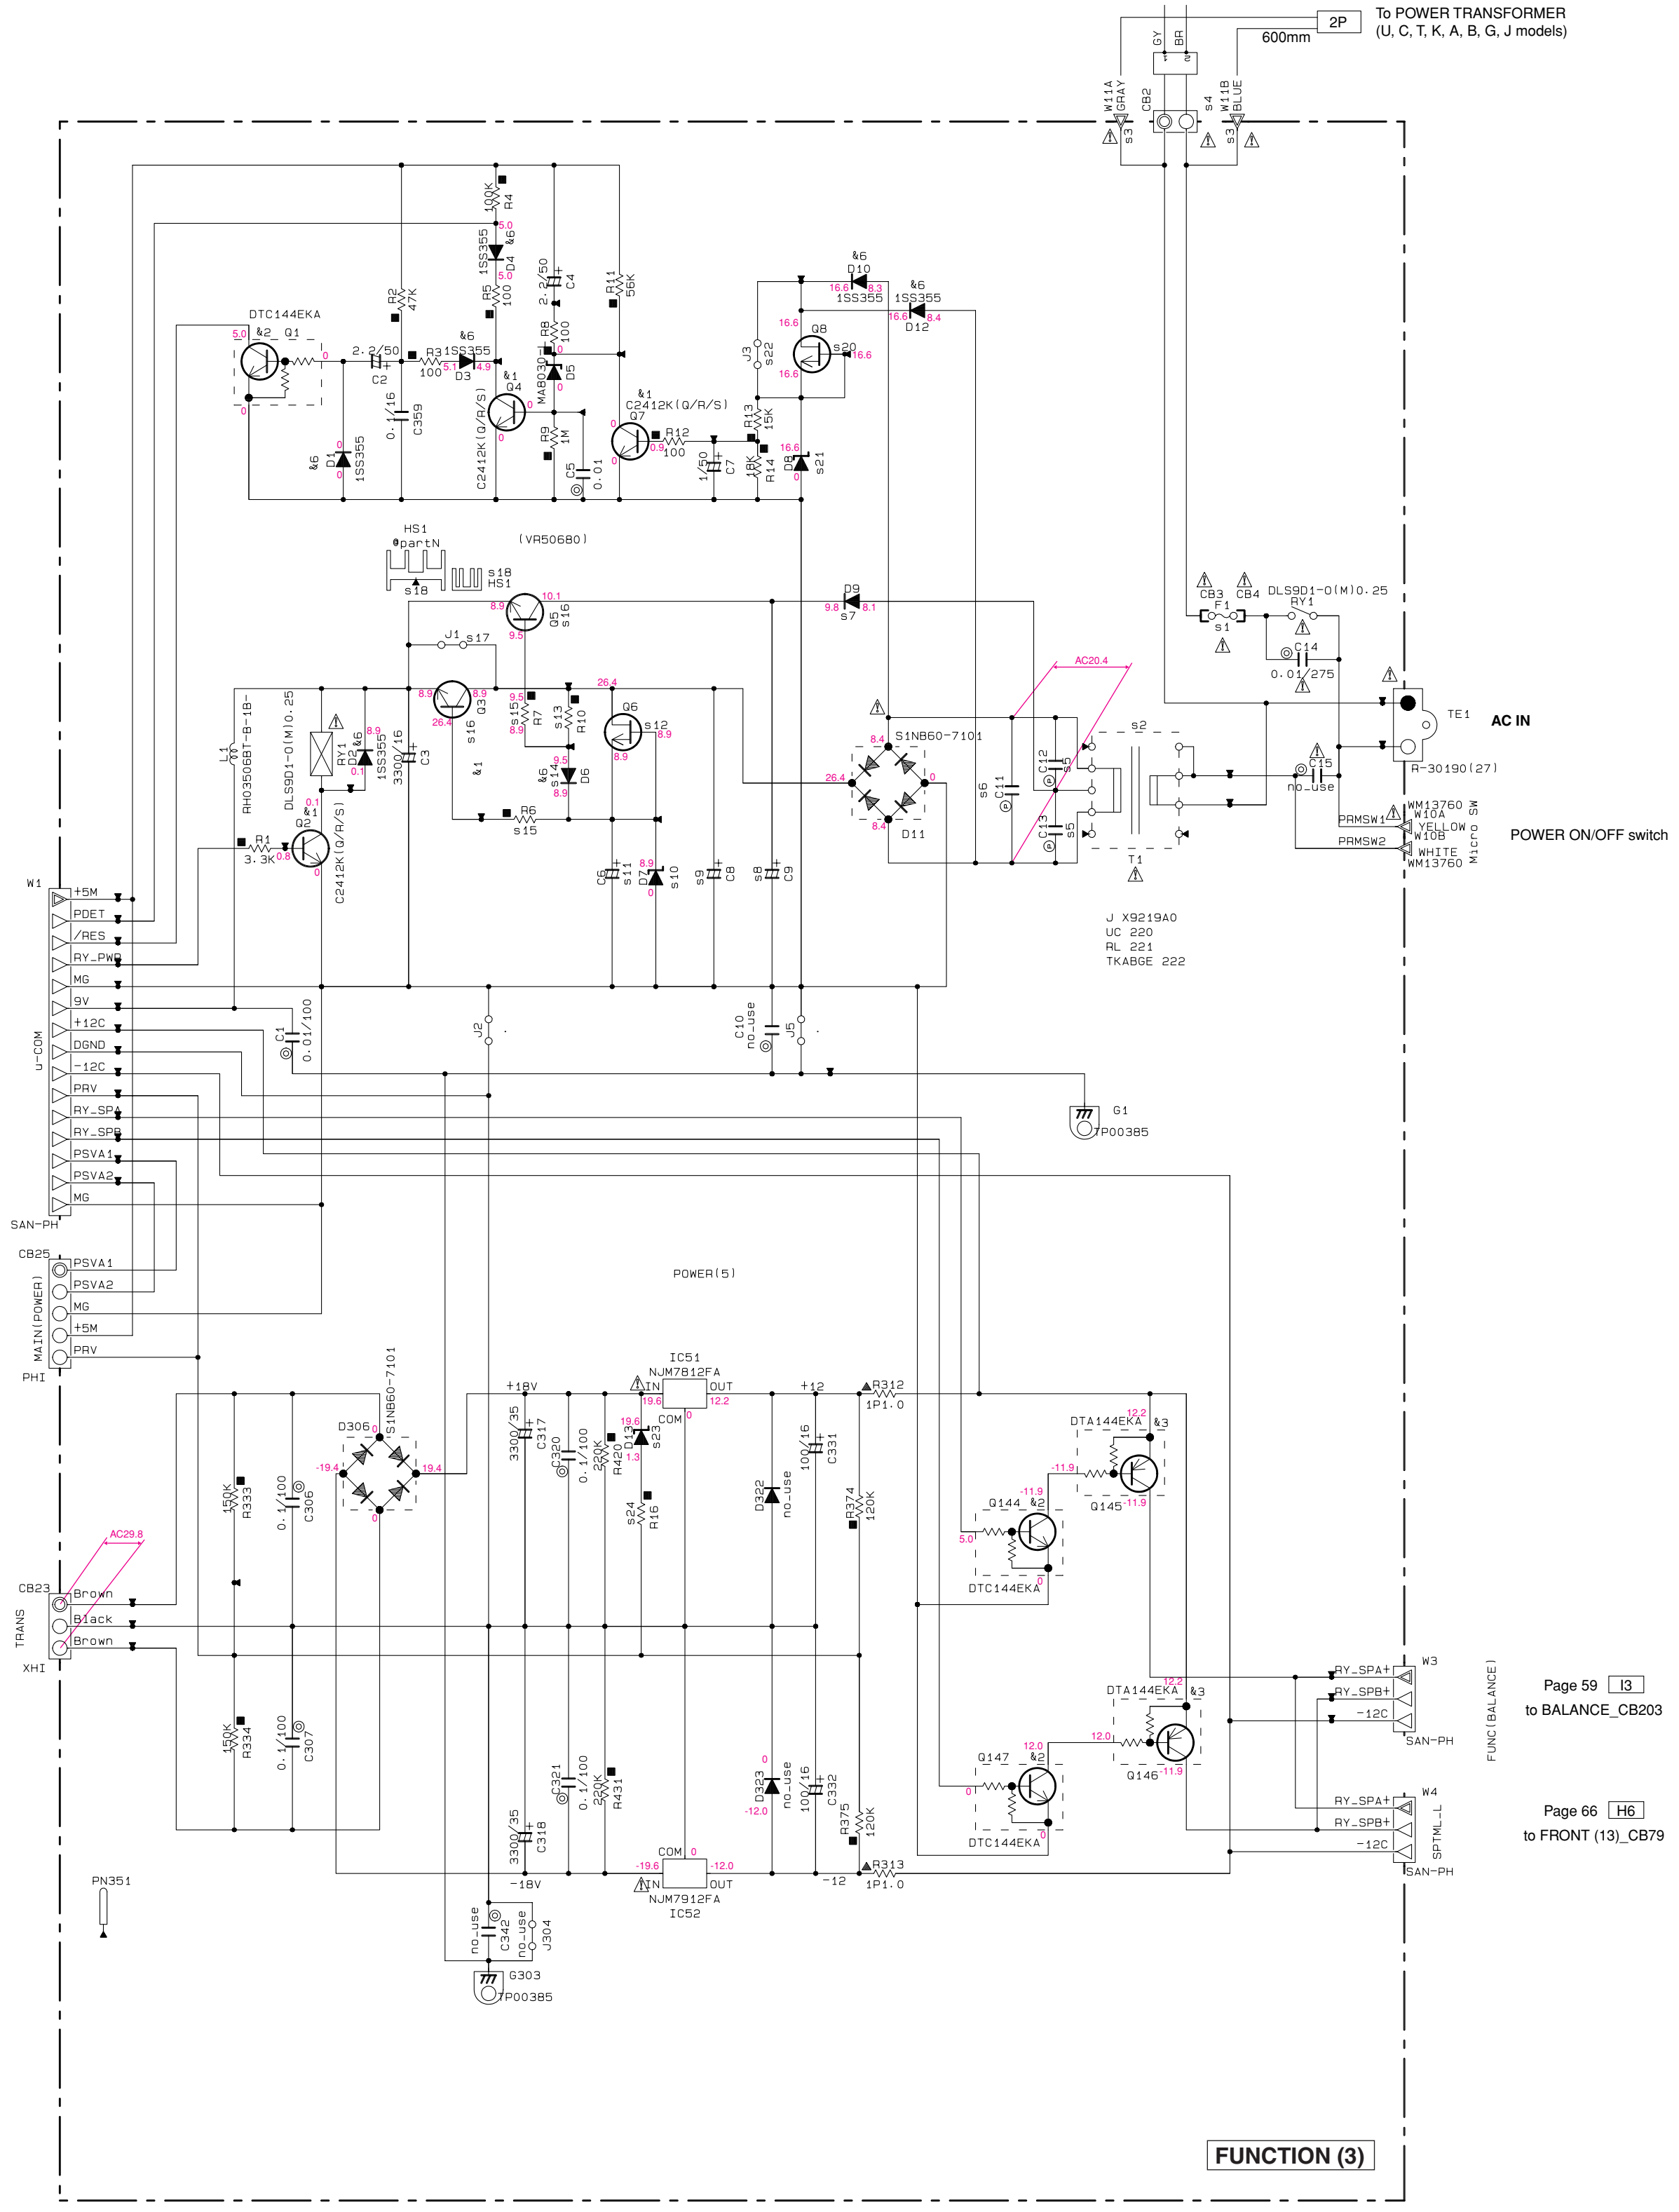 To POWER TRANSFORMER
(U, C, T, K, A, B, G, J models)
2P
600mm
GY
BR
1
2
W11A
GRAY
s3
CB2
s4
W11B
BLUE
s3
100K
R4
5.0
&6
1SS355
D4
5.0
R5
100
2.2/50
C4
R11
56K
R2
47K
DTC144EKA
&2 Q1
5.0
0
0
2.2/50
C2
R3
100
&6
1SS355
5.1
D3
4.9
&1
Q4
C2412K(Q/R/S)
0
0
R8
100
0
D5
0
R9
1M
C5
0.01
&1
C2412K(Q/R/S)
Q7
0
0
0.9
R12
100
1/50
C7
J3
s22
R13
15K
18K
R14
16.6
D8
0
s21
&6
D10
16.6
8.3
1SS355
&6
1SS355
16.6
8.4
D12
16.6
Q8
s20
16.6
16.6
0.1/16
C359
&6
D1
0
0
1SS355
HS1
@partN
s18
s18
HS1
(VR50680)
8.9
10.1
Q5
s16
9.5
J1
s17
D9
9.8
8.1
s7
AC20.4
CB3
CB4
F1
s1
DLS9D1-0(M)0.25
RY1
C14
0.01/275
TE1
AC IN
R-30190(27)
C15
no_use
WM13760
W10A
PRMSW1
YELLOW
W10B
PRMSW2
WHITE
WM13760
Micro SW
POWER ON/OFF switch
L1
RH03506BT-B-1B-
DLS9D1-0(M)0.25
RY1
D2
&6
8.9
0.1
1SS355
3300/16
C3
8.9
8.9
Q3
26.4
s16
&1
9.5
s15
R7
8.9
s13
R10
9.5
&6
s14
D6
8.9
26.4
Q6
s12
8.9
8.9
R6
s15
C6
s11
8.9
D7
0
s10
s9
C8
s8
C9
S1NB60-7101
8.4
26.4
0
8.4
D11
s6
C11
C12
s5
C13
s5
s2
T1
J X9219A0
UC 220
RL 221
TKABGE 222
0.1
&1
Q2
R1
3.3K
0.8
0
C2412K(Q/R/S)
W1
+5M
PDET
/RES
RY_PWR
MG
9V
+12C
DGND
-12C
PRV
RY_SPA
RY_SPB
PSVA1
PSVA2
MG
u-COM
SAN-PH
C1
0.01/100
J2
C10
no_use
J5
G1
TP00385
CB25
PSVA1
PSVA2
MG
+5M
PRV
MAIN(POWER)
PHI
POWER(5)
AC29.8
CB23
Brown
Black
Brown
TRANS
XHI
150K
R333
0.1/100
C306
150K
R334
0.1/100
C307
D306
S1NB60-7101
0
-19.4
19.4
0
+18V
3300/35
C317
C320
0.1/100
220K
R420
19.6
D13
s23
1.3
s24
R16
IC51
NJM7812FA
IN
OUT
19.6
12.2
COM
0
D322
no_use
+12
100/16
C331
R374
120K
R312
1P1.0
3300/35
C318
C321
0.1/100
220K
R431
0
D323
no_use
-12.0
100/16
C332
R375
120K
R313
1P1.0
COM
0
-19.6
-12.0
IN
OUT
NJM7912FA
IC52
-18V
-12
12.2
DTA144EKA
&3
-11.9
Q145
-11.9
-11.9
Q144 &2
5.0
0
DTC144EKA
12.2
DTA144EKA
&3
12.0
Q146
-11.9
12.0
Q147
&2
0
0
DTC144EKA
RY_SPA+
RY_SPB+
-12C
W3
SAN-PH
FUNC(BALANCE)
Page 59 I3
to BALANCE_CB203
RY_SPA+
RY_SPB+
-12C
W4
SPTML-L
SAN-PH
Page 66 H6
to FRONT (13)_CB79
PN351
no_use
C342
no_use
J304
G303
TP00385
FUNCTION (3)